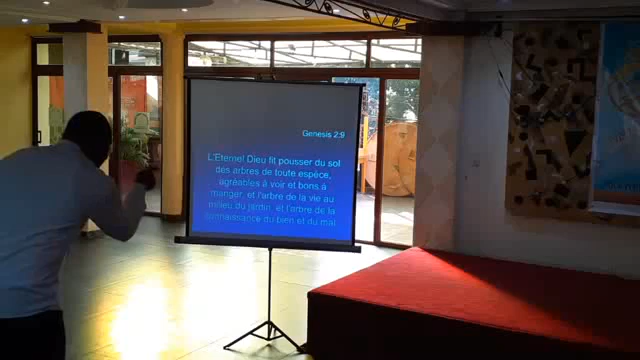 Genesis 2:9
L'Eternel Dieu fit pousser du sol
des arbres de toute espèce,
agréables à voir et bons à
manger, et l'arbre de la vie au
milieu du jardin, et l'arbre de la
connaissance du bien et du mal